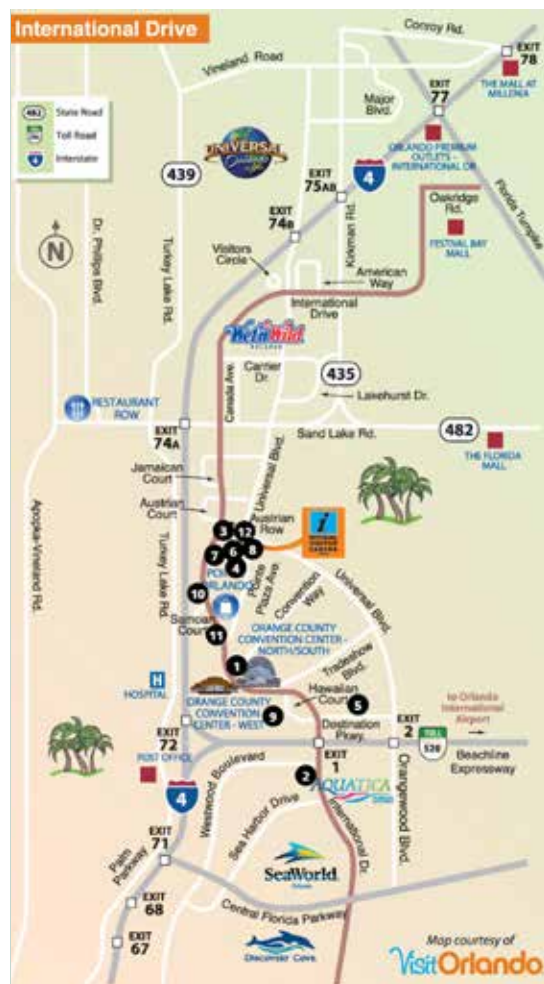 International Drive
Conroy Rd.
EXIT
78
Vineland Road
THE MALL AT
MILLENIA
482
State Road
Toll Road
4
Interstate
Major
Blvd.
EXIT
77
UNIVERSAL
ORLANDO PREMIUM
OUTLETS -
INTERNATIONAL DR
439
EXIT
75AB
4
Florida Turnpike
EXIT
74B
Kirkman Rd.
Oakridge
Rd.
FESTIVAL BAY
MALL
N
Dr. Phillips Blvd.
Turkey Lake Rd.
Visitors
Circle
American
Way
International
Drive
Wet'n Wild
Canada Ave.
Carrier
Dr.
435
Lakehurst Dr.
RESTAURANT
ROW
EXIT
74A
Sand Lake Rd.
482
THE FLORIDA
MALL
Jamaican
Court
Universal Blvd.
Austrian
Court
Austrian
Row
3
12
7
6
8
4
i
Apopka-Vineland Rd.
Turkey Lake Rd.
Pointe
Plaza Ave
Convention
Way
Universal Blvd.
10
Samoan
Court
11
ORANGE COUNTY
CONVENTION CENTER -
NORTH/SOUTH
Tradeshow
Blvd.
1
H
HOSPITAL
Hawaiian
Court
5
ORANGE COUNTY
CONVENTION
CENTER - WEST
9
to Orlando
International
Airport
Destination
Pkwy.
EXIT
2
TOLL
528
EXIT
72
EXIT
1
Beachline
Expressway
POST OFFICE
4
Westwood Boulevard
2
AQUATICA
Sea Harbor Drive
International Dr.
Orangewood Blvd.
EXIT
71
Palm
Parkway
SeaWorld
EXIT
68
Central Florida Parkway
EXIT
67
Discovery Cove
Map courtesy of
VisitOrlando